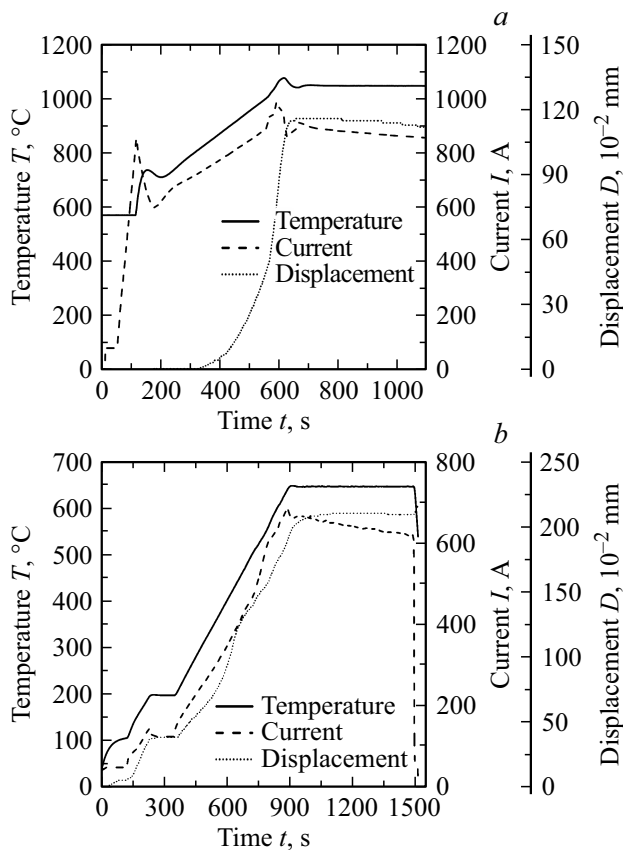 a
1200 1200 150
1000 1000 120
800 800 90
600 600
400 400 60
200 200 30
0 0 0
Temperature T, °C
Temperature
Current
Displacement
Current I, A
Displacement D, 10⁻² mm
0 200 400 600 800 1000
Time t, s
b
700 800 250
600 600 200
500 150
400 400
300 100
200 200 50
100
0 0 0
Temperature T, °C
Temperature
Current
Displacement
Current I, A
Displacement D, 10⁻² mm
0 300 600 900 1200 1500
Time t, s